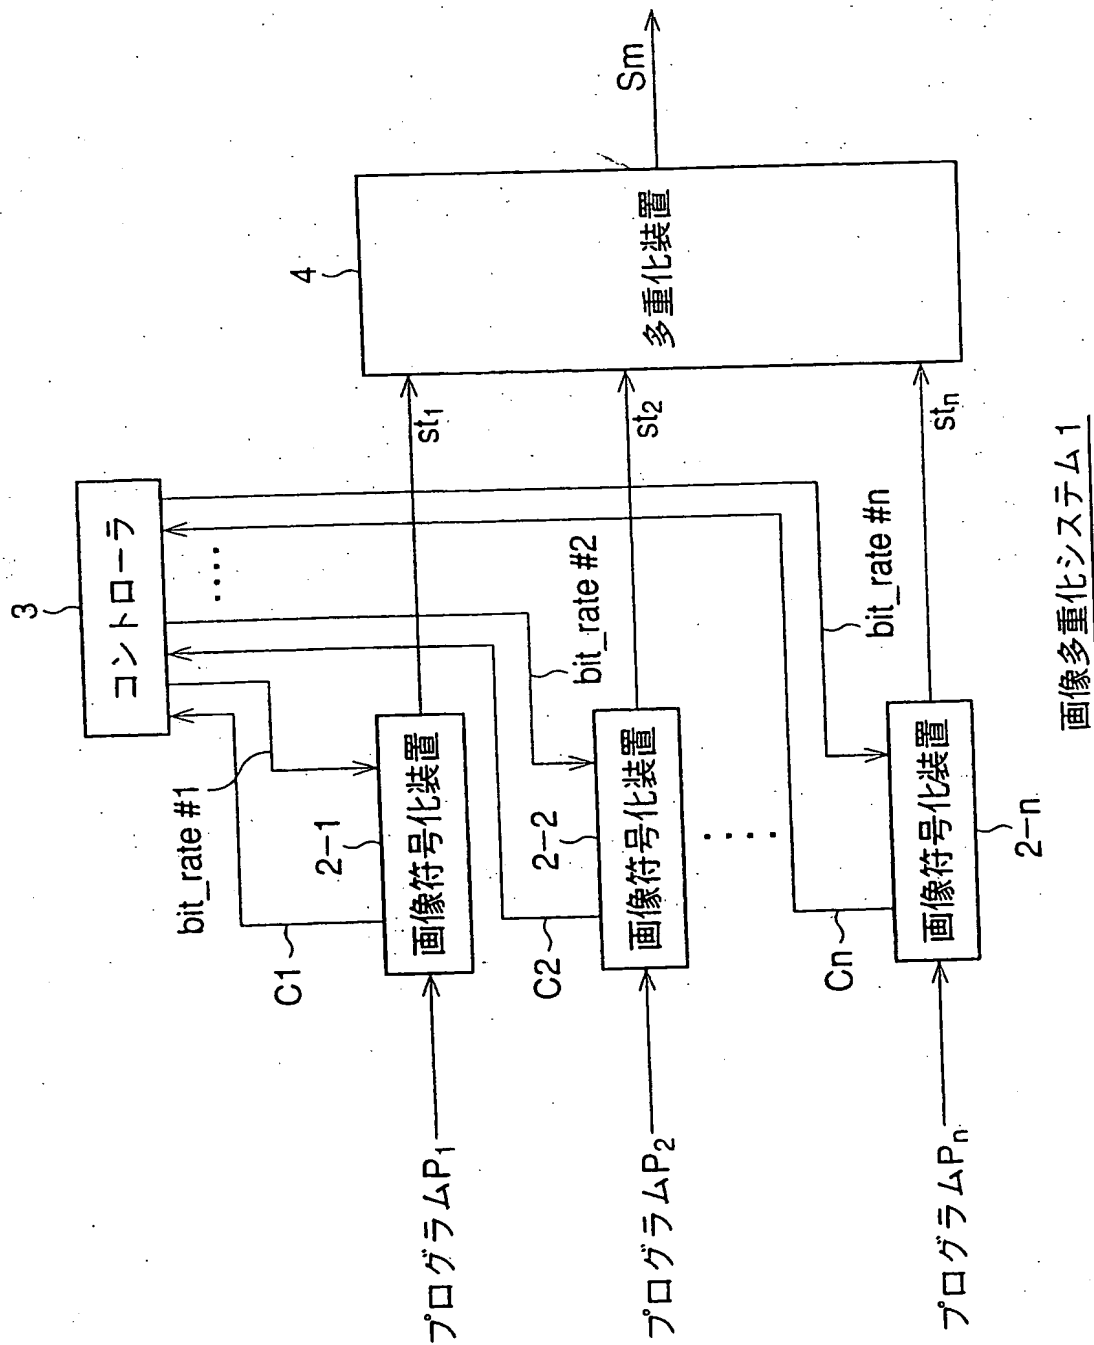 3
コントローラ
bit_rate #1
C1
2-1
画像符号化装置
プログラムP1
st1
bit_rate #2
C2
2-2
画像符号化装置
プログラムP2
st2
bit_rate #n
Cn
2-n
画像符号化装置
プログラムPn
stn
4
多重化装置
Sm
画像多重化システム1